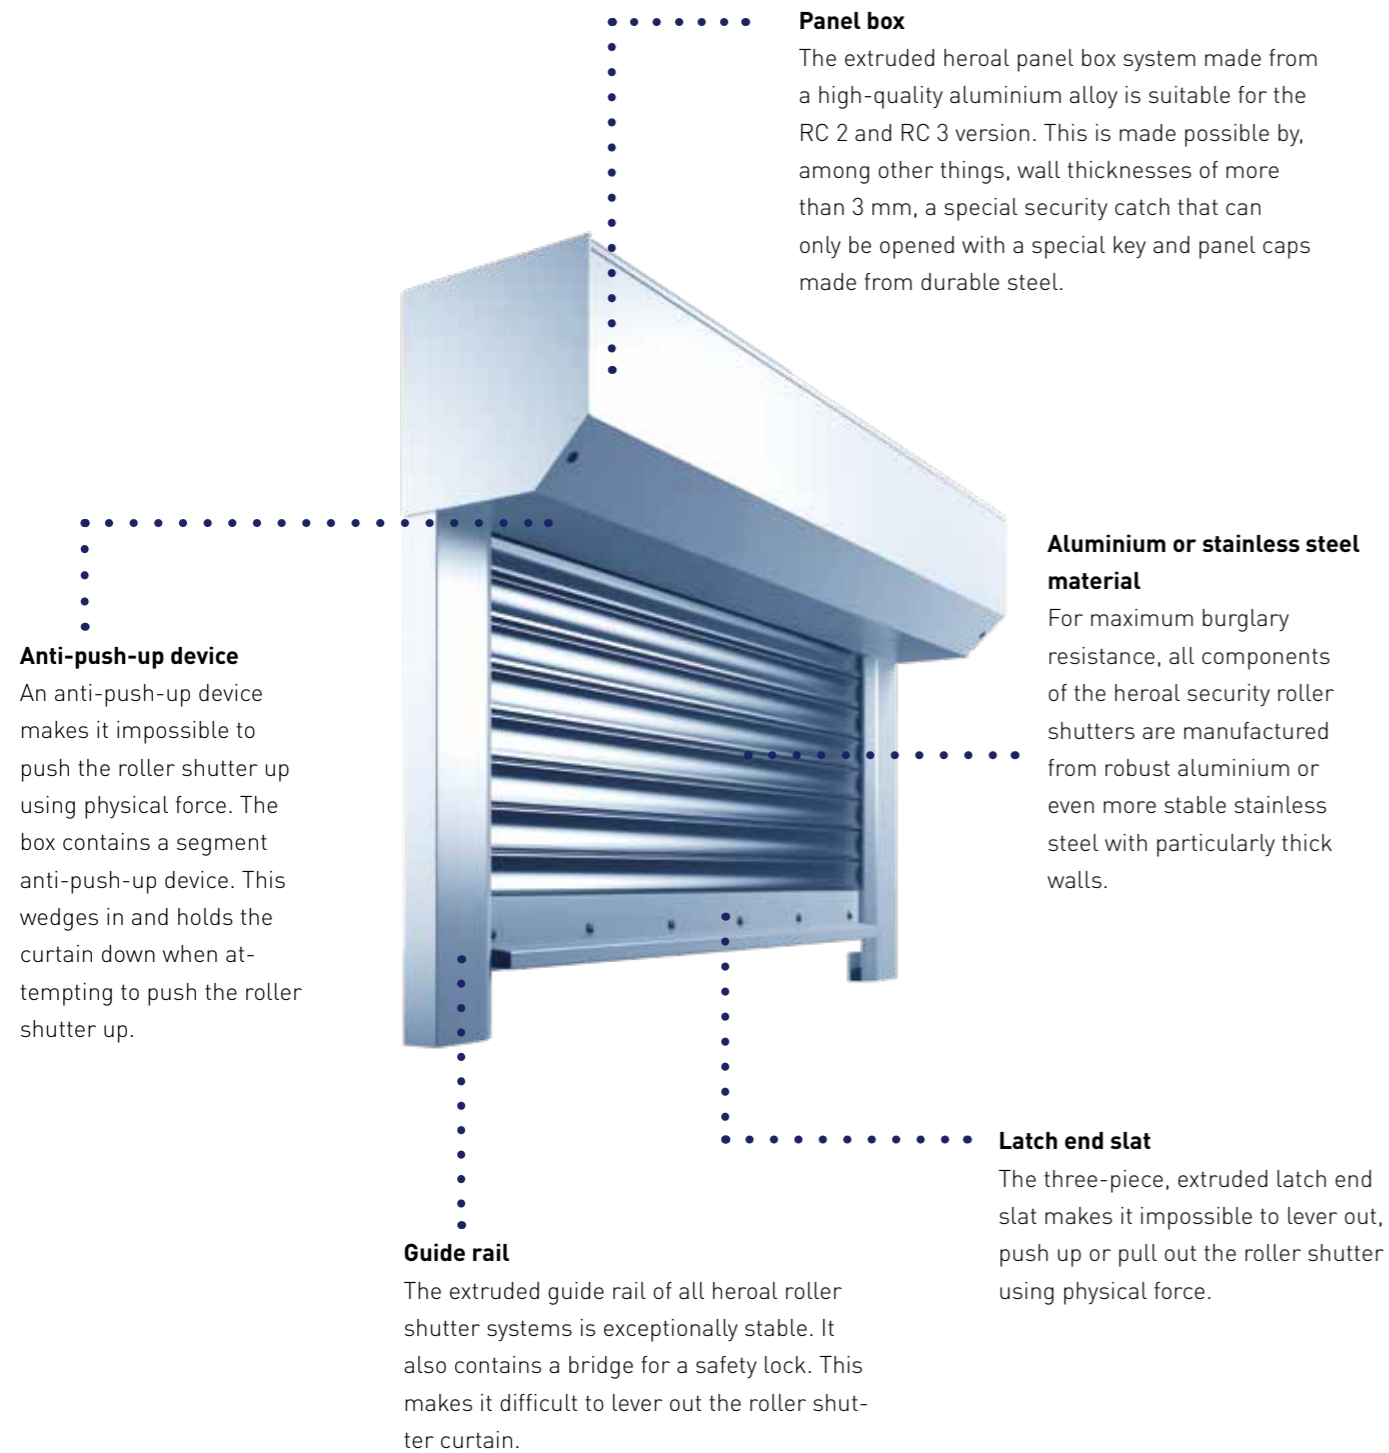 Panel box
The extruded heroal panel box system made from
a high-quality aluminium alloy is suitable for the
RC 2 and RC 3 version. This is made possible by,
among other things, wall thicknesses of more
than 3 mm, a special security catch that can
only be opened with a special key and panel caps
made from durable steel.
Aluminium or stainless steel
material
For maximum burglary
resistance, all components
of the heroal security roller
shutters are manufactured
from robust aluminium or
even more stable stainless
steel with particularly thick
walls.
Anti-push-up device
An anti-push-up device
makes it impossible to
push the roller shutter up
using physical force. The
box contains a segment
anti-push-up device. This
wedges in and holds the
curtain down when at-
tempting to push the roller
shutter up.
Latch end slat
The three-piece, extruded latch end
slat makes it impossible to lever out,
push up or pull out the roller shutter
using physical force.
Guide rail
The extruded guide rail of all heroal roller
shutter systems is exceptionally stable. It
also contains a bridge for a safety lock. This
makes it difficult to lever out the roller shut-
ter curtain.